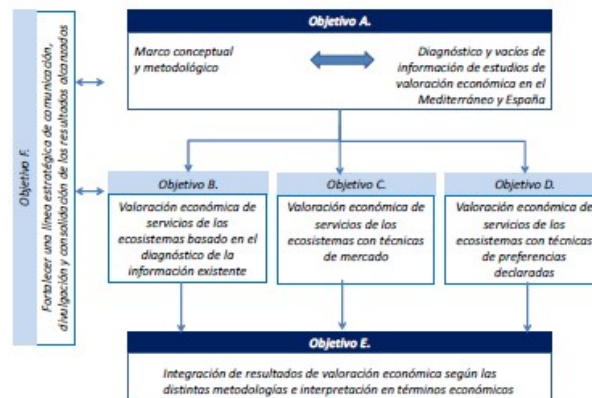 Objetivo A.
Marco conceptual
y metodológico
Diagnóstico y vacíos de
información de estudios de
valoración económica en el
Mediterráneo y España
Objetivo F.
Fortalecer una línea estratégica de comunicación,
divulgación y consolidación de los resultados alcanzados
Objetivo B.
Valoración económica de
servicios de los
ecosistemas basado en el
diagnóstico de la
información existente
Objetivo C.
Valoración económica de
servicios de los
ecosistemas con técnicas
de mercado
Objetivo D.
Valoración económica de
servicios de los
ecosistemas con técnicas
de preferencias
declaradas
Objetivo E.
Integración de resultados de valoración económica según las
distintas metodologías e interpretación en términos económicos